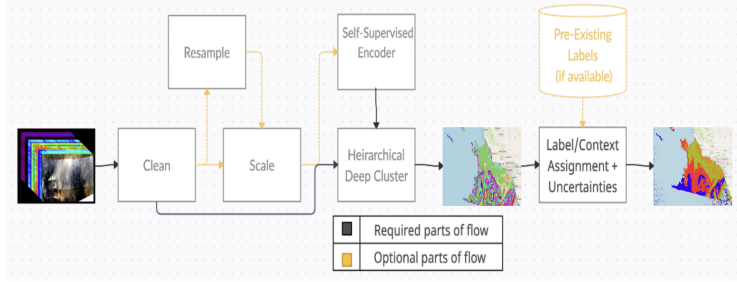 Resample
Self-Supervised
Encoder
Pre-Existing
Labels
(if available)
Clean
Scale
Heirarchical
Deep Cluster
Label/Context
Assignment +
Uncertainties
Required parts of flow
Optional parts of flow